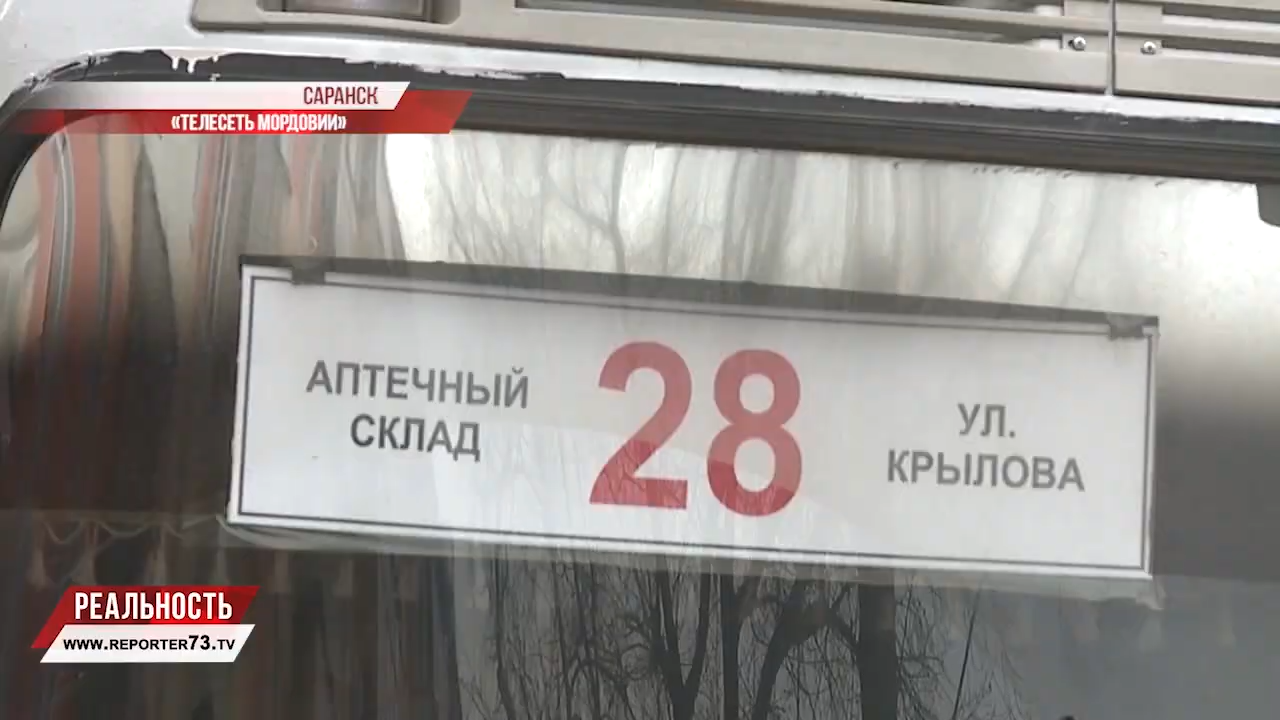 САРАНСК
«ТЕЛЕСЕТЬ МОРДОВИИ»
АПТЕЧНЫЙ
СКЛАД
28
УЛ.
КРЫЛОВА
РЕАЛЬНОСТЬ
WWW.REPORTER73.TV